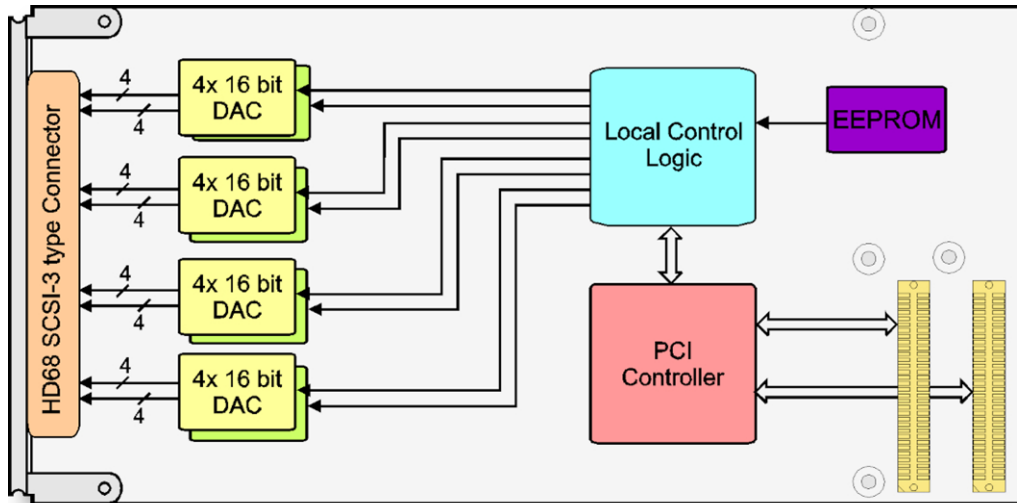 HD68 SCSI-3 type Connector
4
4
4x 16 bit
DAC
4
4
4x 16 bit
DAC
4
4
4x 16 bit
DAC
4
4
4x 16 bit
DAC
Local Control
Logic
EEPROM
PCI
Controller